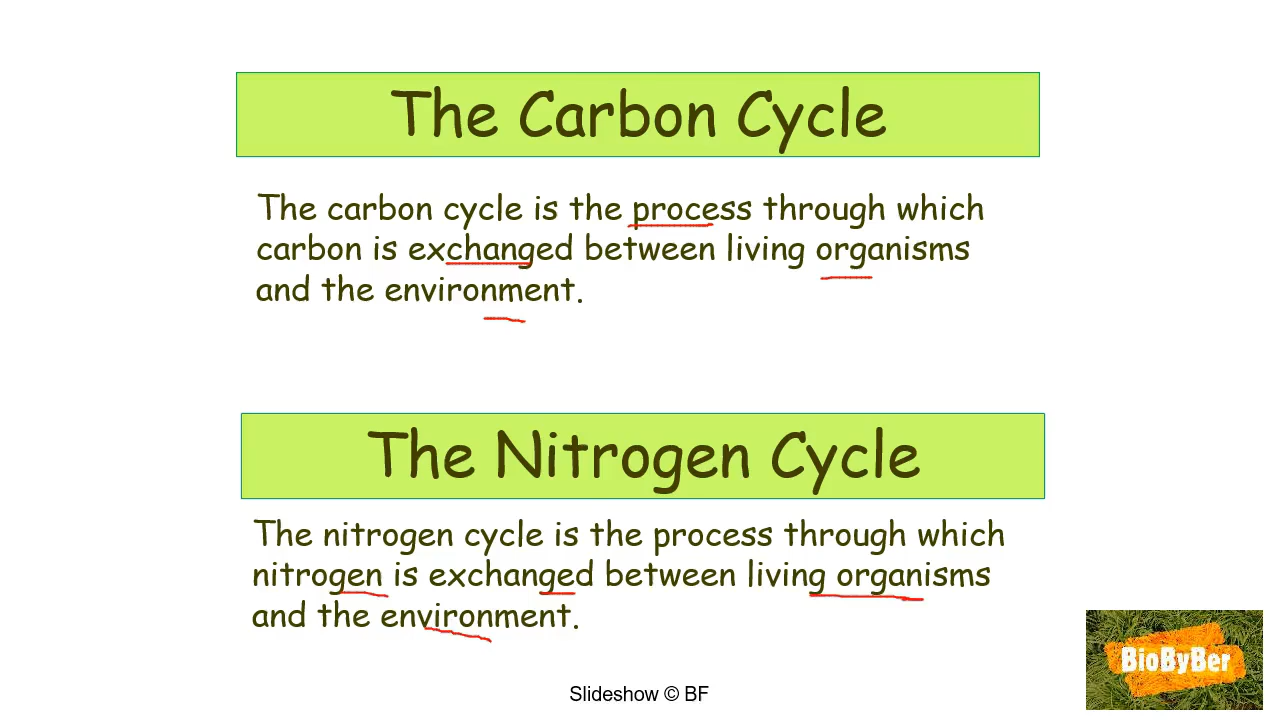 The Carbon Cycle
The carbon cycle is the process through which
carbon is exchanged between living organisms
and the environment.
The Nitrogen Cycle
The nitrogen cycle is the process through which
nitrogen is exchanged between living organisms
and the environment.
BioByBer
Slideshow © BF